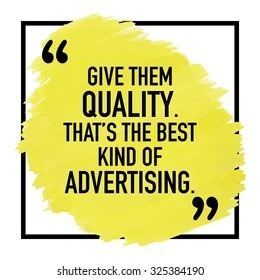 “
GIVE THEM
QUALITY.
THAT’S THE BEST
KIND OF
ADVERTISING.
”
shutterstock.com · 325384190